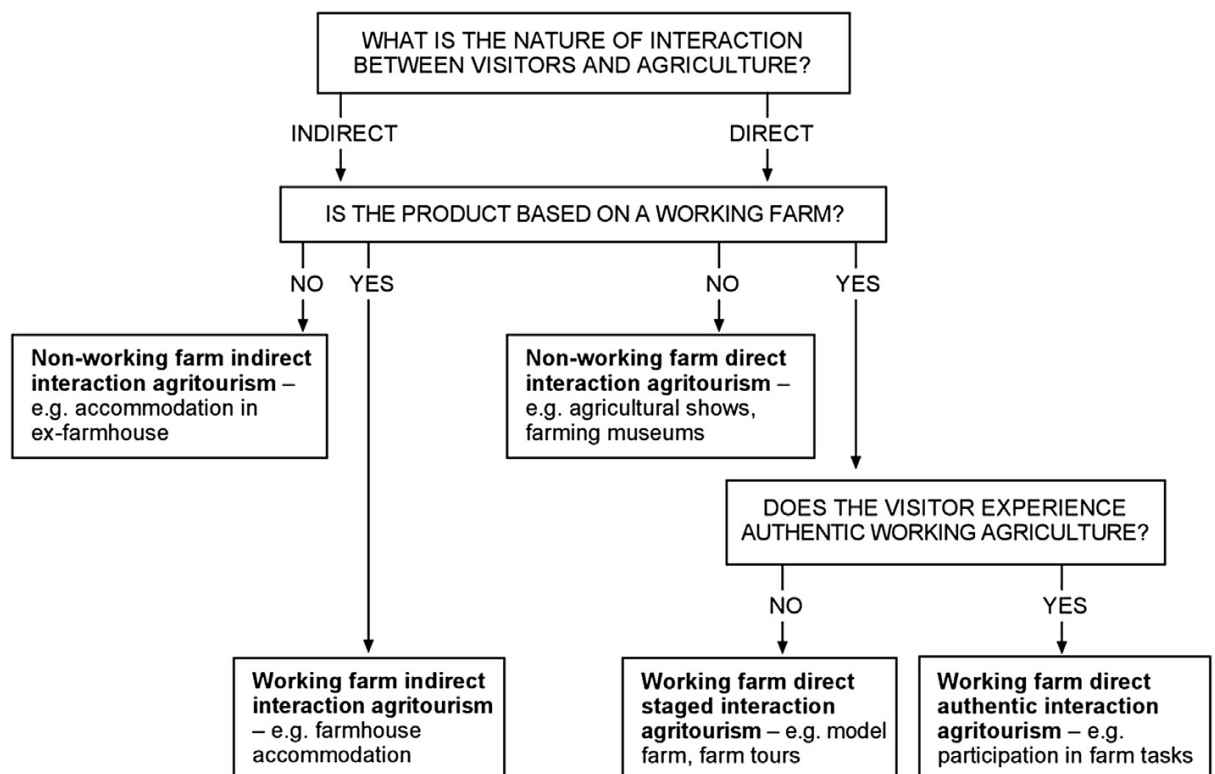 WHAT IS THE NATURE OF INTERACTION
BETWEEN VISITORS AND AGRICULTURE?
INDIRECT
DIRECT
IS THE PRODUCT BASED ON A WORKING FARM?
NO
YES
NO
YES
Non-working farm indirect
interaction agritourism –
e.g. accommodation in
ex-farmhouse
Non-working farm direct
interaction agritourism –
e.g. agricultural shows,
farming museums
DOES THE VISITOR EXPERIENCE
AUTHENTIC WORKING AGRICULTURE?
NO
YES
Working farm indirect
interaction agritourism
– e.g. farmhouse
accommodation
Working farm direct
staged interaction
agritourism – e.g. model
farm, farm tours
Working farm direct
authentic interaction
agritourism – e.g.
participation in farm tasks